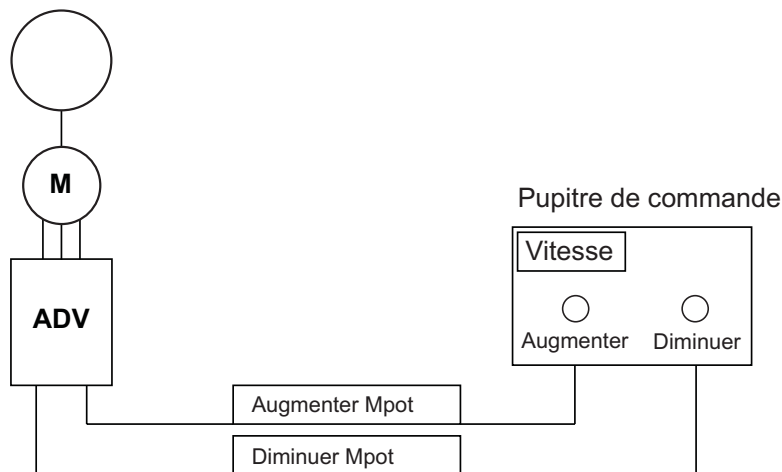 M
Pupitre de commande
Vitesse
ADV
Augmenter Diminuer
Augmenter Mpot
Diminuer Mpot